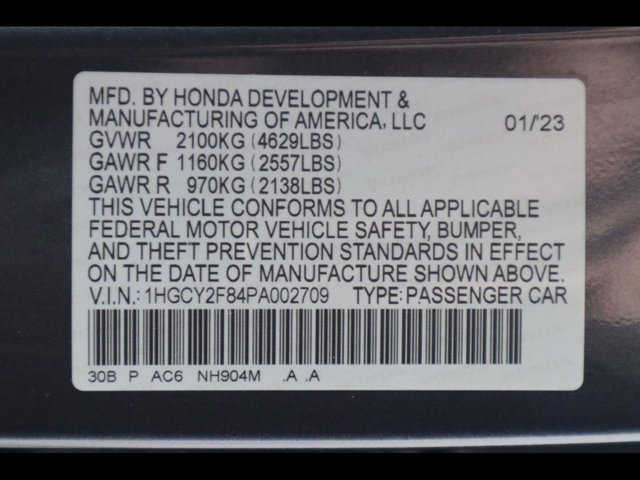 MFD. BY HONDA DEVELOPMENT &
MANUFACTURING OF AMERICA, LLC 01/'23
GVWR 2100KG (4629LBS)
GAWR F 1160KG (2557LBS)
GAWR R 970KG (2138LBS)
THIS VEHICLE CONFORMS TO ALL APPLICABLE
FEDERAL MOTOR VEHICLE SAFETY, BUMPER,
AND THEFT PREVENTION STANDARDS IN EFFECT
ON THE DATE OF MANUFACTURE SHOWN ABOVE.
V.I.N.: 1HGCY2F84PA002709 TYPE: PASSENGER CAR
30B P AC6 NH904M .A .A